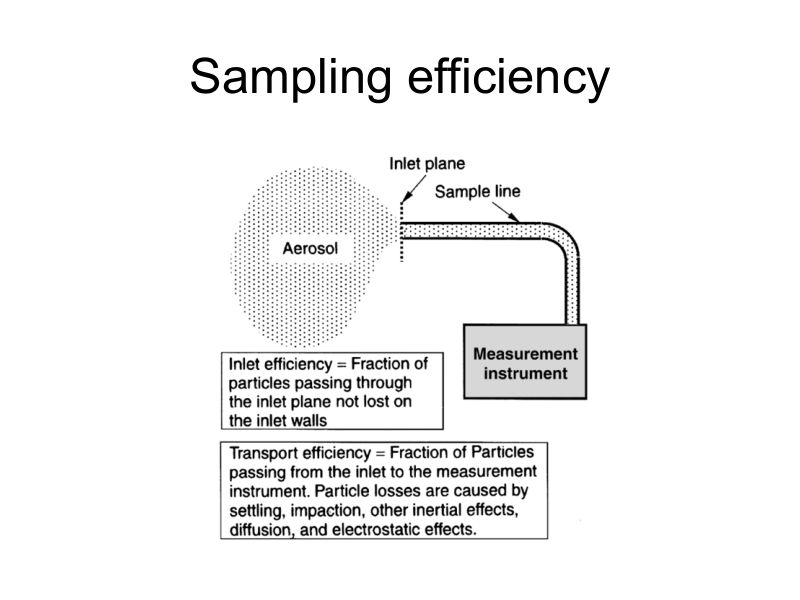 Sampling efficiency
Inlet plane
Sample line
Aerosol
Measurement
instrument
Inlet efficiency = Fraction of
particles passing through
the inlet plane not lost on
the inlet walls
Transport efficiency = Fraction of Particles
passing from the inlet to the measurement
instrument. Particle losses are caused by
settling, impaction, other inertial effects,
diffusion, and electrostatic effects.